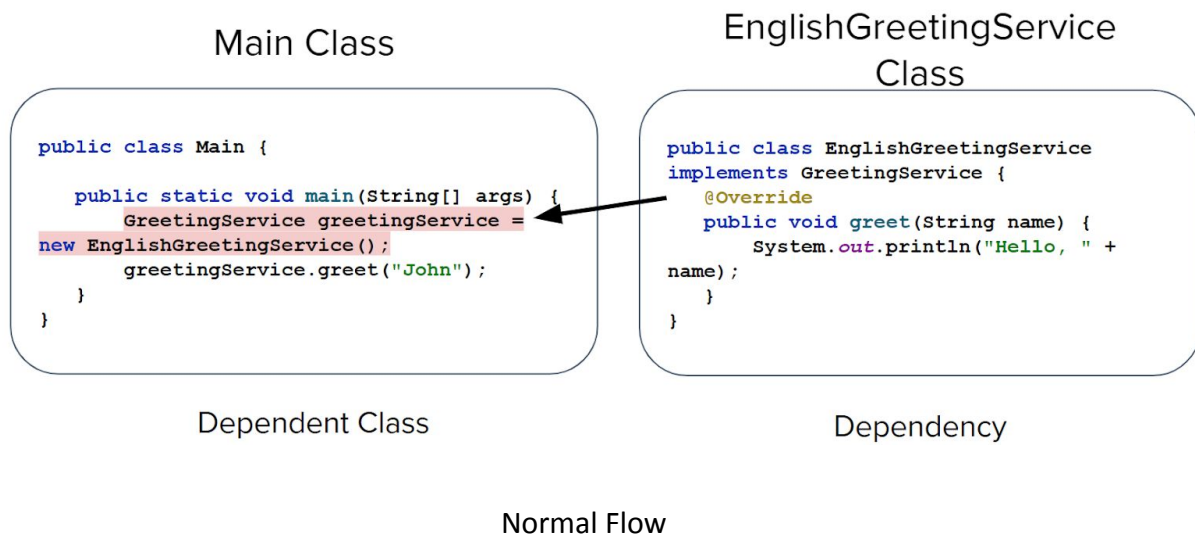 Main Class
public class Main {
public static void main(String[] args) {
GreetingService greetingService =
new EnglishGreetingService();
greetingService.greet("John");
}
}
Dependent Class
EnglishGreetingService
Class
public class EnglishGreetingService
implements GreetingService {
@Override
public void greet(String name) {
System.out.println("Hello, " +
name);
}
}
Dependency
Normal Flow